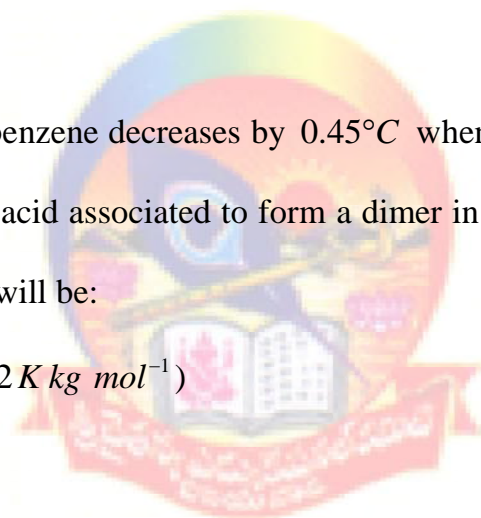 benzene decreases by 0.45°C when
acid associated to form a dimer in
will be:
2 K kg mol⁻¹)